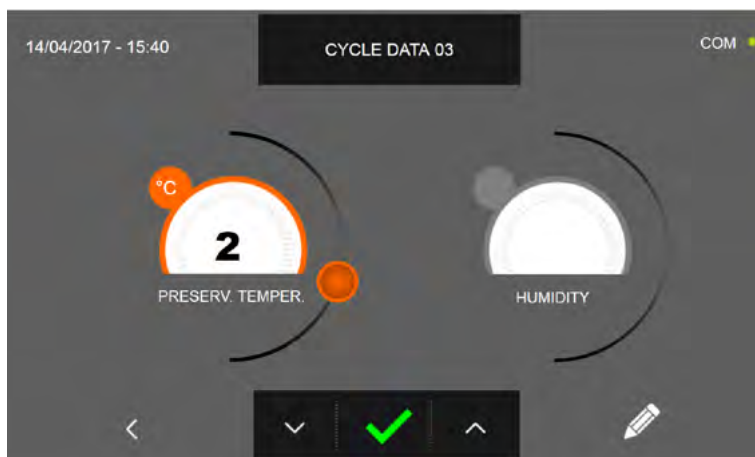 14/04/2017 - 15:40
CYCLE DATA 03
COM
°C
2
PRESERV. TEMPER.
HUMIDITY